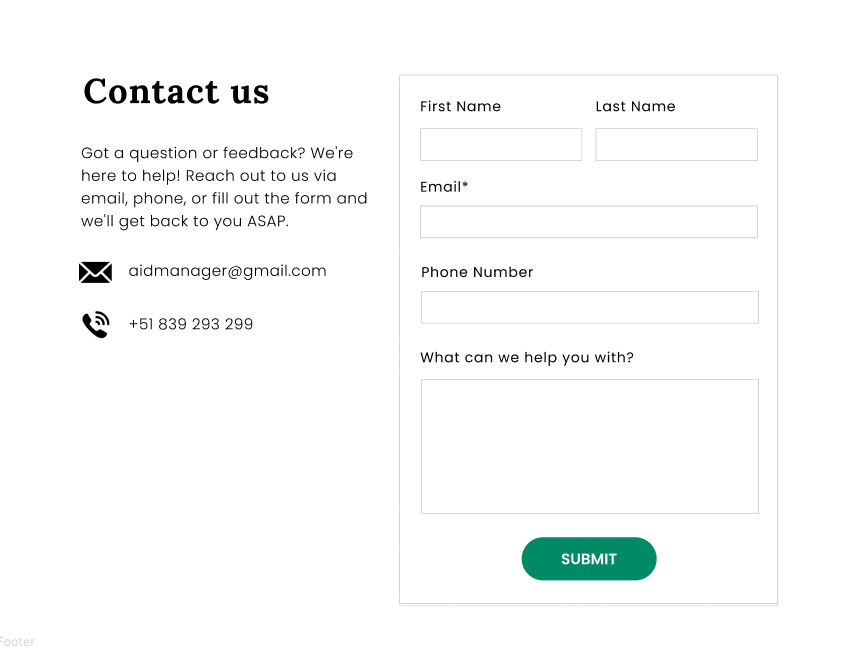 Contact us
Got a question or feedback? We're
here to help! Reach out to us via
email, phone, or fill out the form and
we'll get back to you ASAP.
aidmanager@gmail.com
+51 839 293 299
First Name
Last Name
Email*
Phone Number
What can we help you with?
SUBMIT
Footer